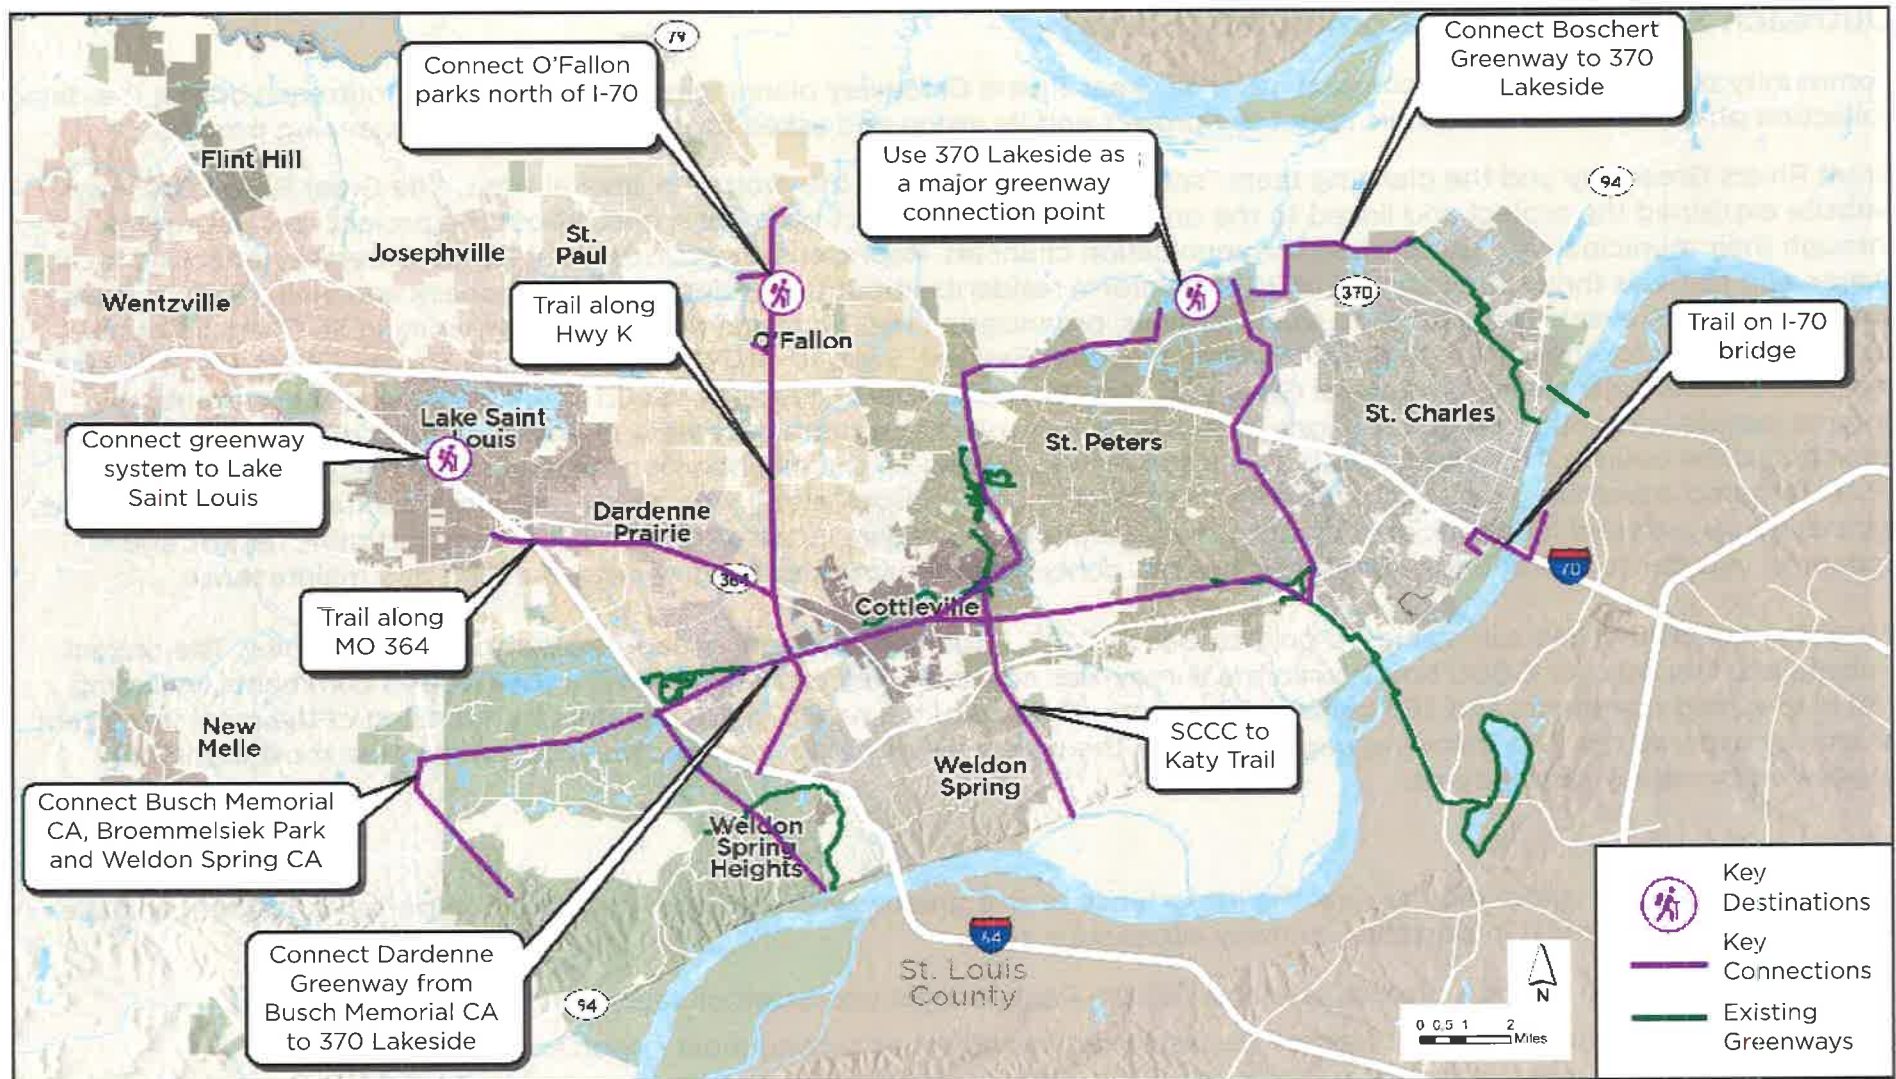 Connect O'Fallon
parks north of I-70
79
Connect Boschert
Greenway to 370
Lakeside
Use 370 Lakeside as
a major greenway
connection point
94
Flint Hill
Josephville
St.
Paul
Wentzville
Trail along
Hwy K
O'Fallon
370
Trail on I-70
bridge
Lake Saint
Louis
St. Charles
St. Peters
Connect greenway
system to Lake
Saint Louis
Dardenne
Prairie
364
70
Cottleville
Trail along
MO 364
New
Melle
SCCC to
Katy Trail
Weldon
Spring
Connect Busch Memorial
CA, Broemmelsiek Park
and Weldon Spring CA
Weldon
Spring
Heights
Connect Dardenne
Greenway from
Busch Memorial CA
to 370 Lakeside
94
64
St. Louis
County
N
0 0.5 1 2
Miles
Key
Destinations
Key
Connections
Existing
Greenways